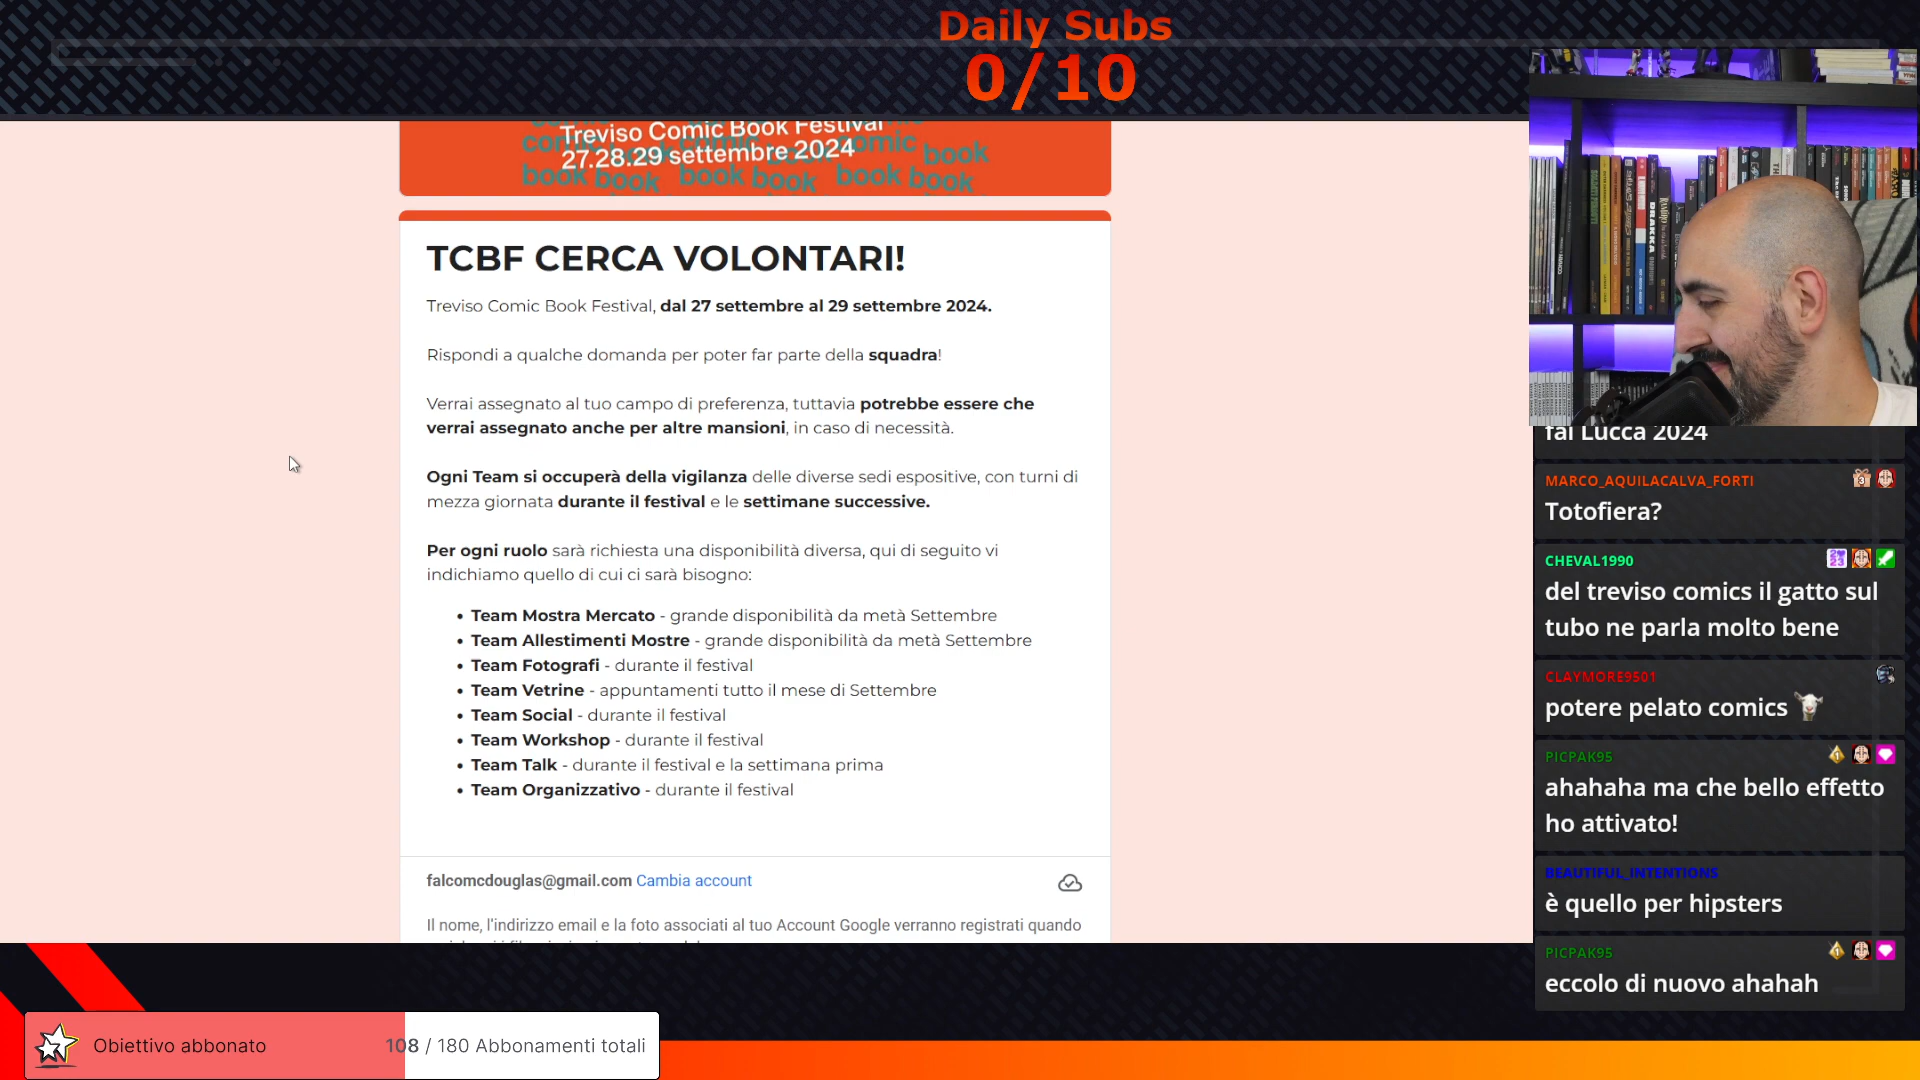 Daily Subs
0/10
Treviso Comic Book Festival
27.28.29 settembre 2024
comic comic comic book
book book book book book book
TCBF CERCA VOLONTARI!
Treviso Comic Book Festival, dal 27 settembre al 29 settembre 2024.
Rispondi a qualche domanda per poter far parte della squadra!
Verrai assegnato al tuo campo di preferenza, tuttavia potrebbe essere che
verrai assegnato anche per altre mansioni, in caso di necessità.
Ogni Team si occuperà della vigilanza delle diverse sedi espositive, con turni di
mezza giornata durante il festival e le settimane successive.
Per ogni ruolo sarà richiesta una disponibilità diversa, qui di seguito vi
indichiamo quello di cui ci sarà bisogno:
• Team Mostra Mercato - grande disponibilità da metà Settembre
• Team Allestimenti Mostre - grande disponibilità da metà Settembre
• Team Fotografi - durante il festival
• Team Vetrine - appuntamenti tutto il mese di Settembre
• Team Social - durante il festival
• Team Workshop - durante il festival
• Team Talk - durante il festival e la settimana prima
• Team Organizzativo - durante il festival
falcomcdouglas@gmail.com Cambia account
Il nome, l'indirizzo email e la foto associati al tuo Account Google verranno registrati quando
fai Lucca 2024
MARCO_AQUILACALVA_FORTI
Totofiera?
CHEVAL1990
del treviso comics il gatto sul
tubo ne parla molto bene
CLAYMORE9501
potere pelato comics
PICPAK95
ahahaha ma che bello effetto
ho attivato!
BEAUTIFUL_INTENTIONS
è quello per hipsters
PICPAK95
eccolo di nuovo ahahah
Obiettivo abbonato
108 / 180 Abbonamenti totali